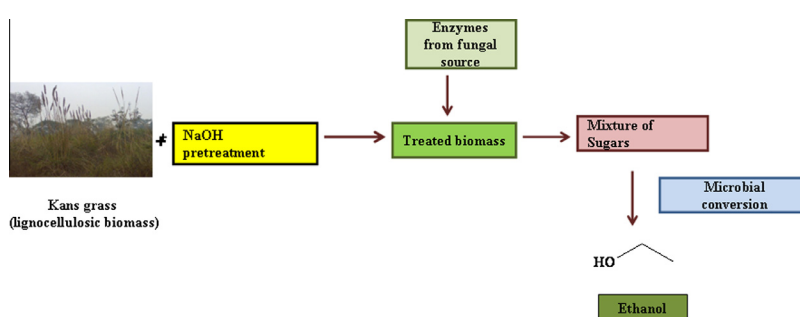 Enzymes
from fungal
source
+
NaOH
pretreatment
Treated biomass
Mixture of
Sugars
Kans grass
(lignocellulosic biomass)
Microbial
conversion
HO
Ethanol